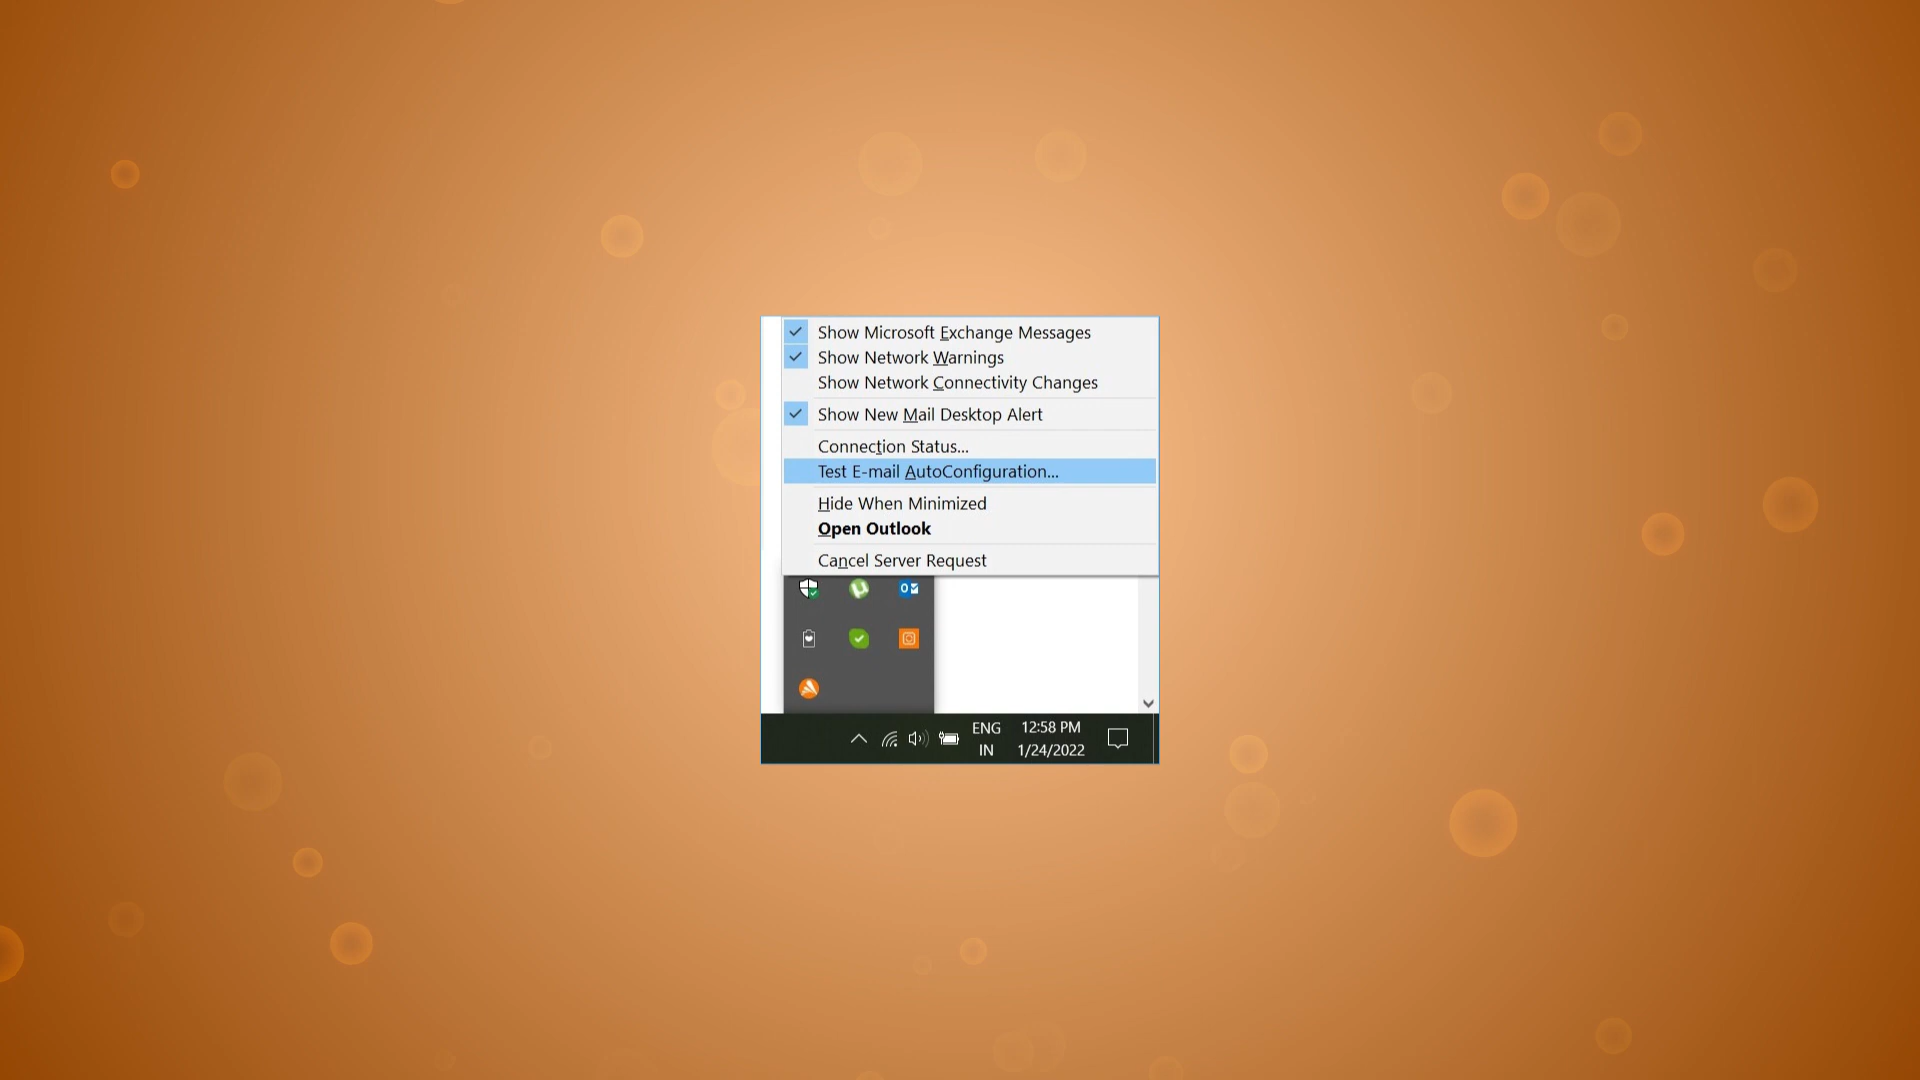 Show Microsoft Exchange Messages
Show Network Warnings
Show Network Connectivity Changes
Show New Mail Desktop Alert
Connection Status...
Test E-mail AutoConfiguration...
Hide When Minimized
Open Outlook
Cancel Server Request
ENG 12:58 PM
IN 1/24/2022